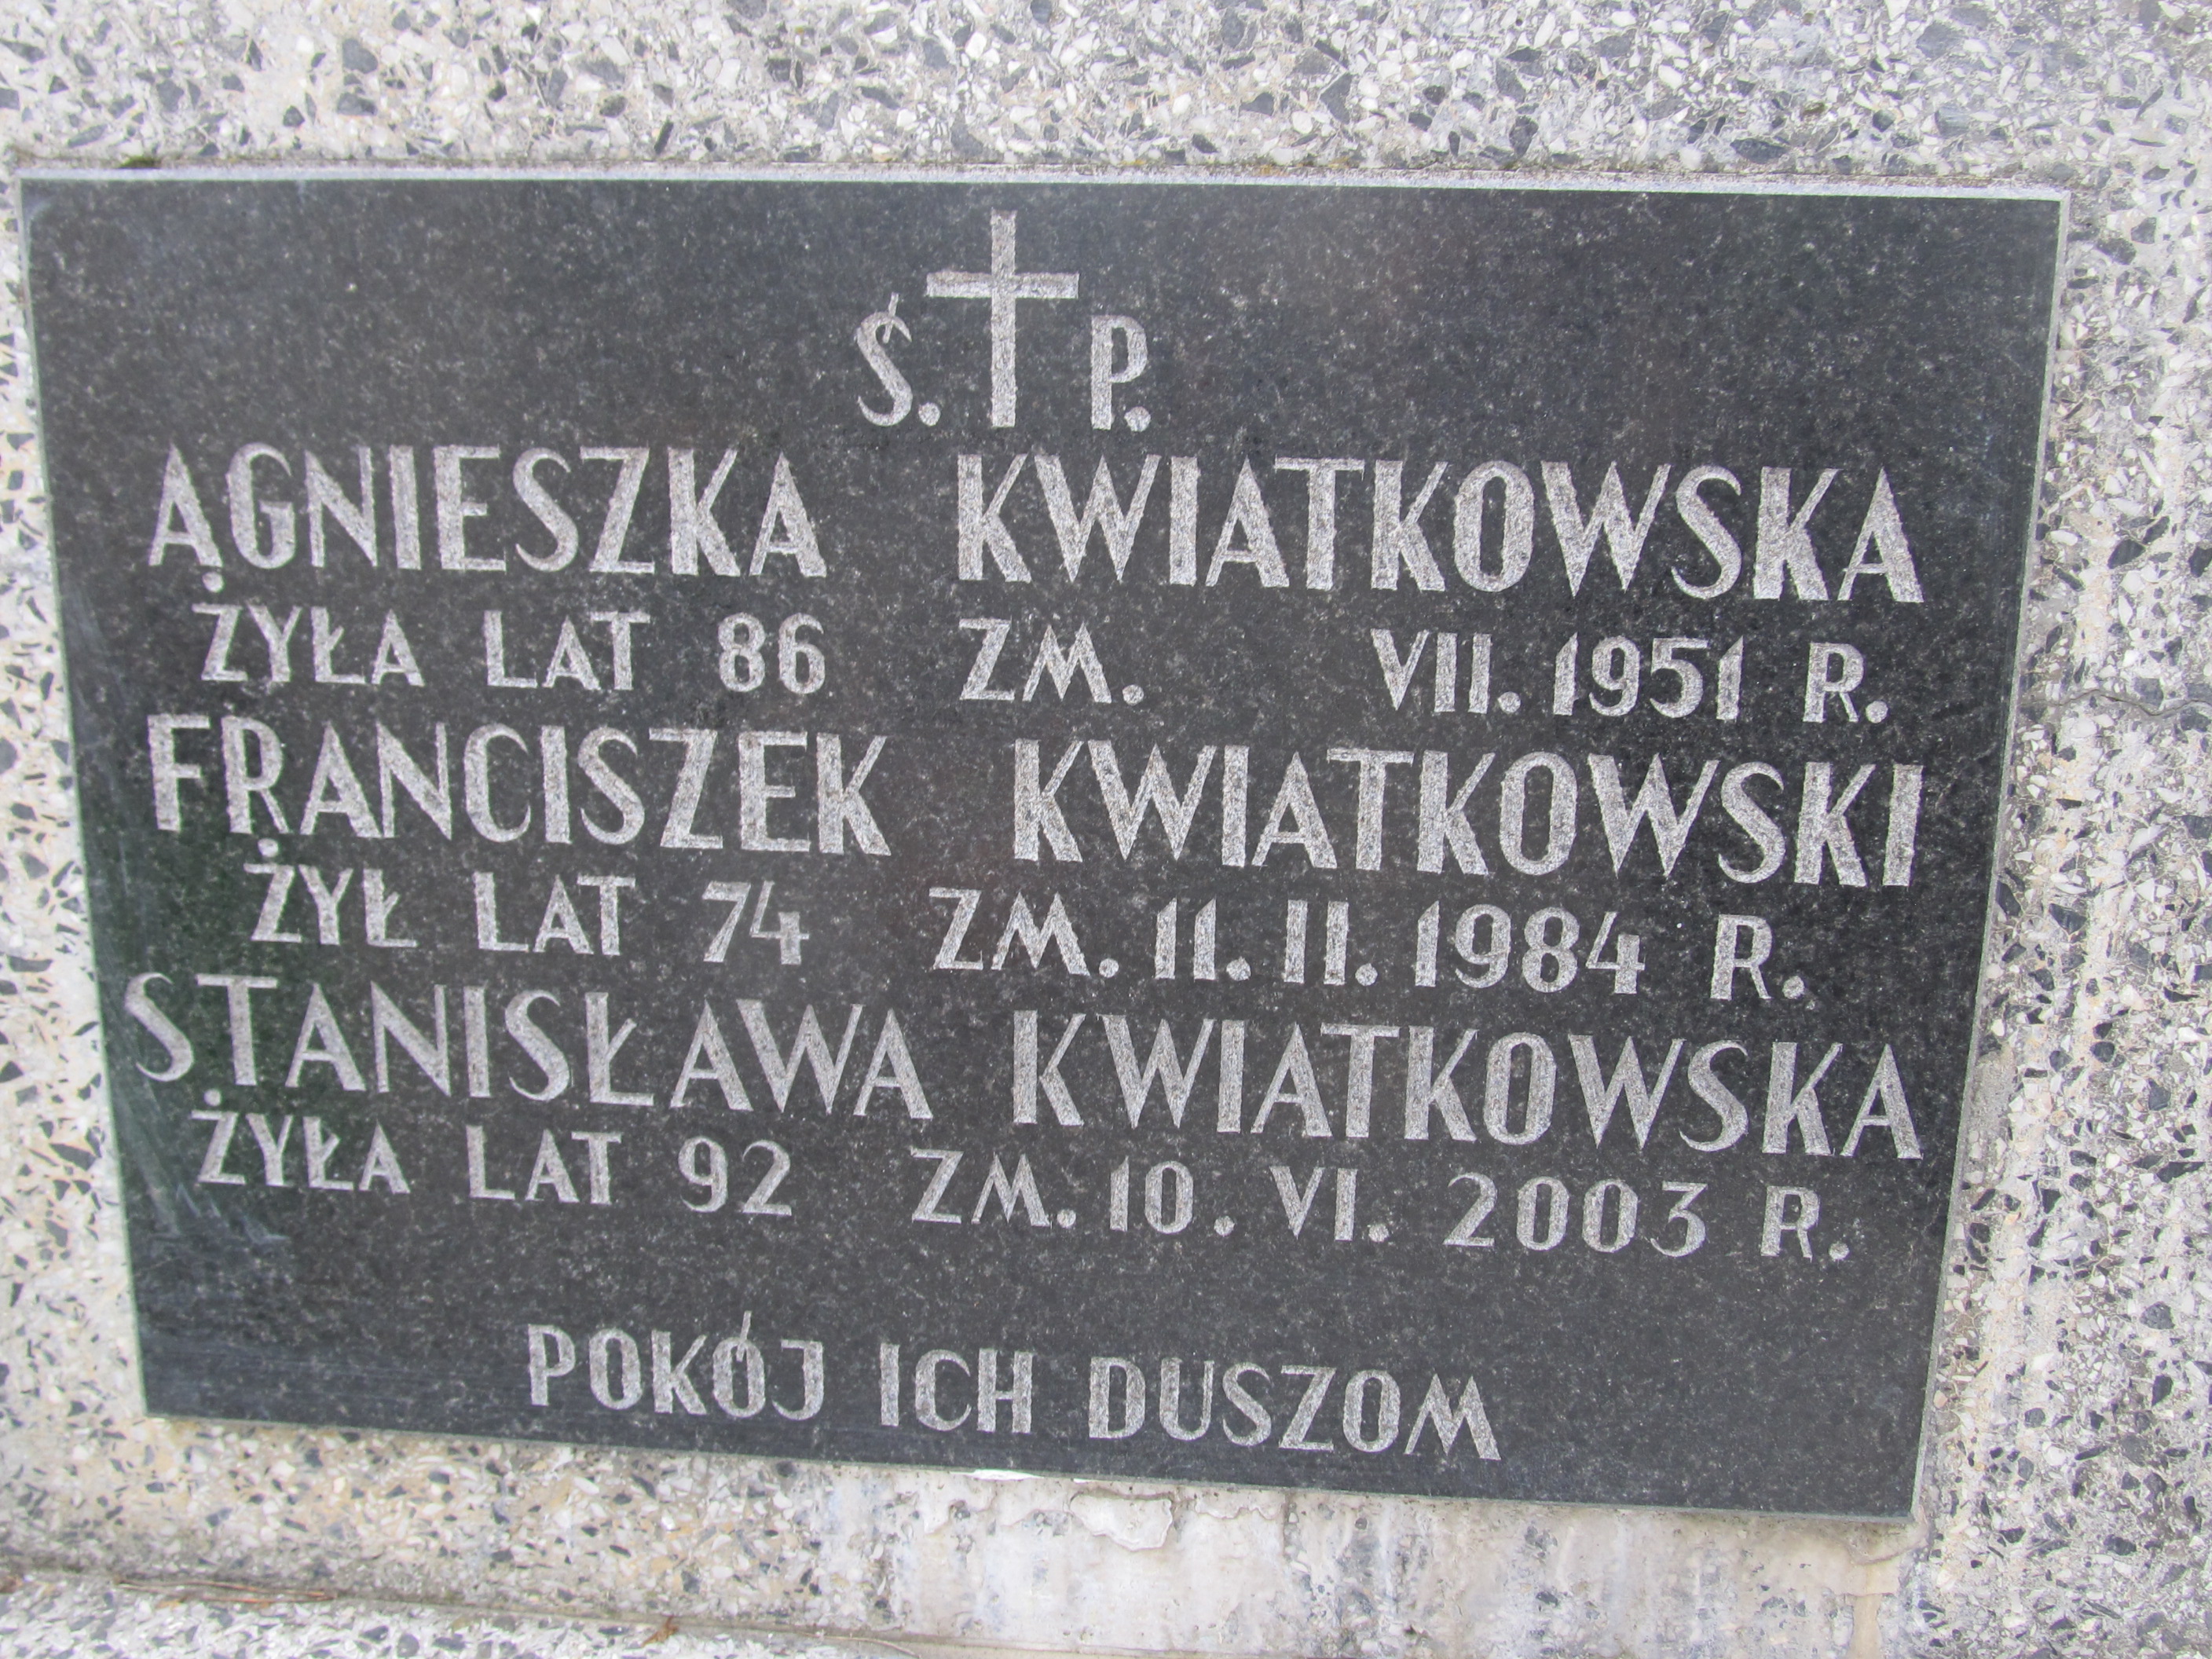 Ś. P.
AGNIESZKA KWIATKOWSKA
ŻYŁA LAT 86 ZM. VII. 1951 R.
FRANCISZEK KWIATKOWSKI
ŻYŁ LAT 74 ZM. 11. II. 1984 R.
STANISŁAWA KWIATKOWSKA
ŻYŁA LAT 92 ZM. 10. VI. 2003 R.
POKÓJ ICH DUSZOM